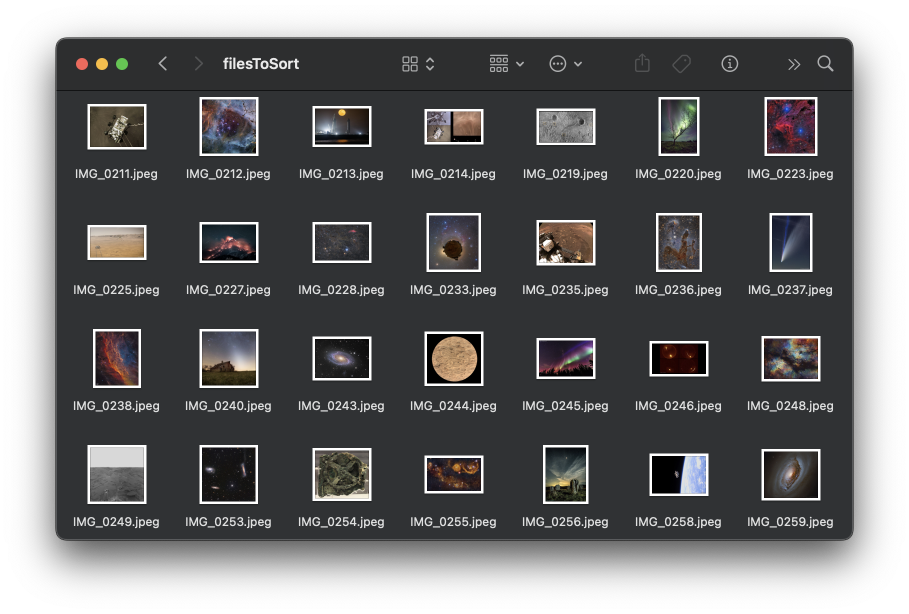 filesToSort
IMG_0211.jpeg IMG_0212.jpeg IMG_0213.jpeg IMG_0214.jpeg IMG_0219.jpeg IMG_0220.jpeg IMG_0223.jpeg
IMG_0225.jpeg IMG_0227.jpeg IMG_0228.jpeg IMG_0233.jpeg IMG_0235.jpeg IMG_0236.jpeg IMG_0237.jpeg
IMG_0238.jpeg IMG_0240.jpeg IMG_0243.jpeg IMG_0244.jpeg IMG_0245.jpeg IMG_0246.jpeg IMG_0248.jpeg
IMG_0249.jpeg IMG_0253.jpeg IMG_0254.jpeg IMG_0255.jpeg IMG_0256.jpeg IMG_0258.jpeg IMG_0259.jpeg